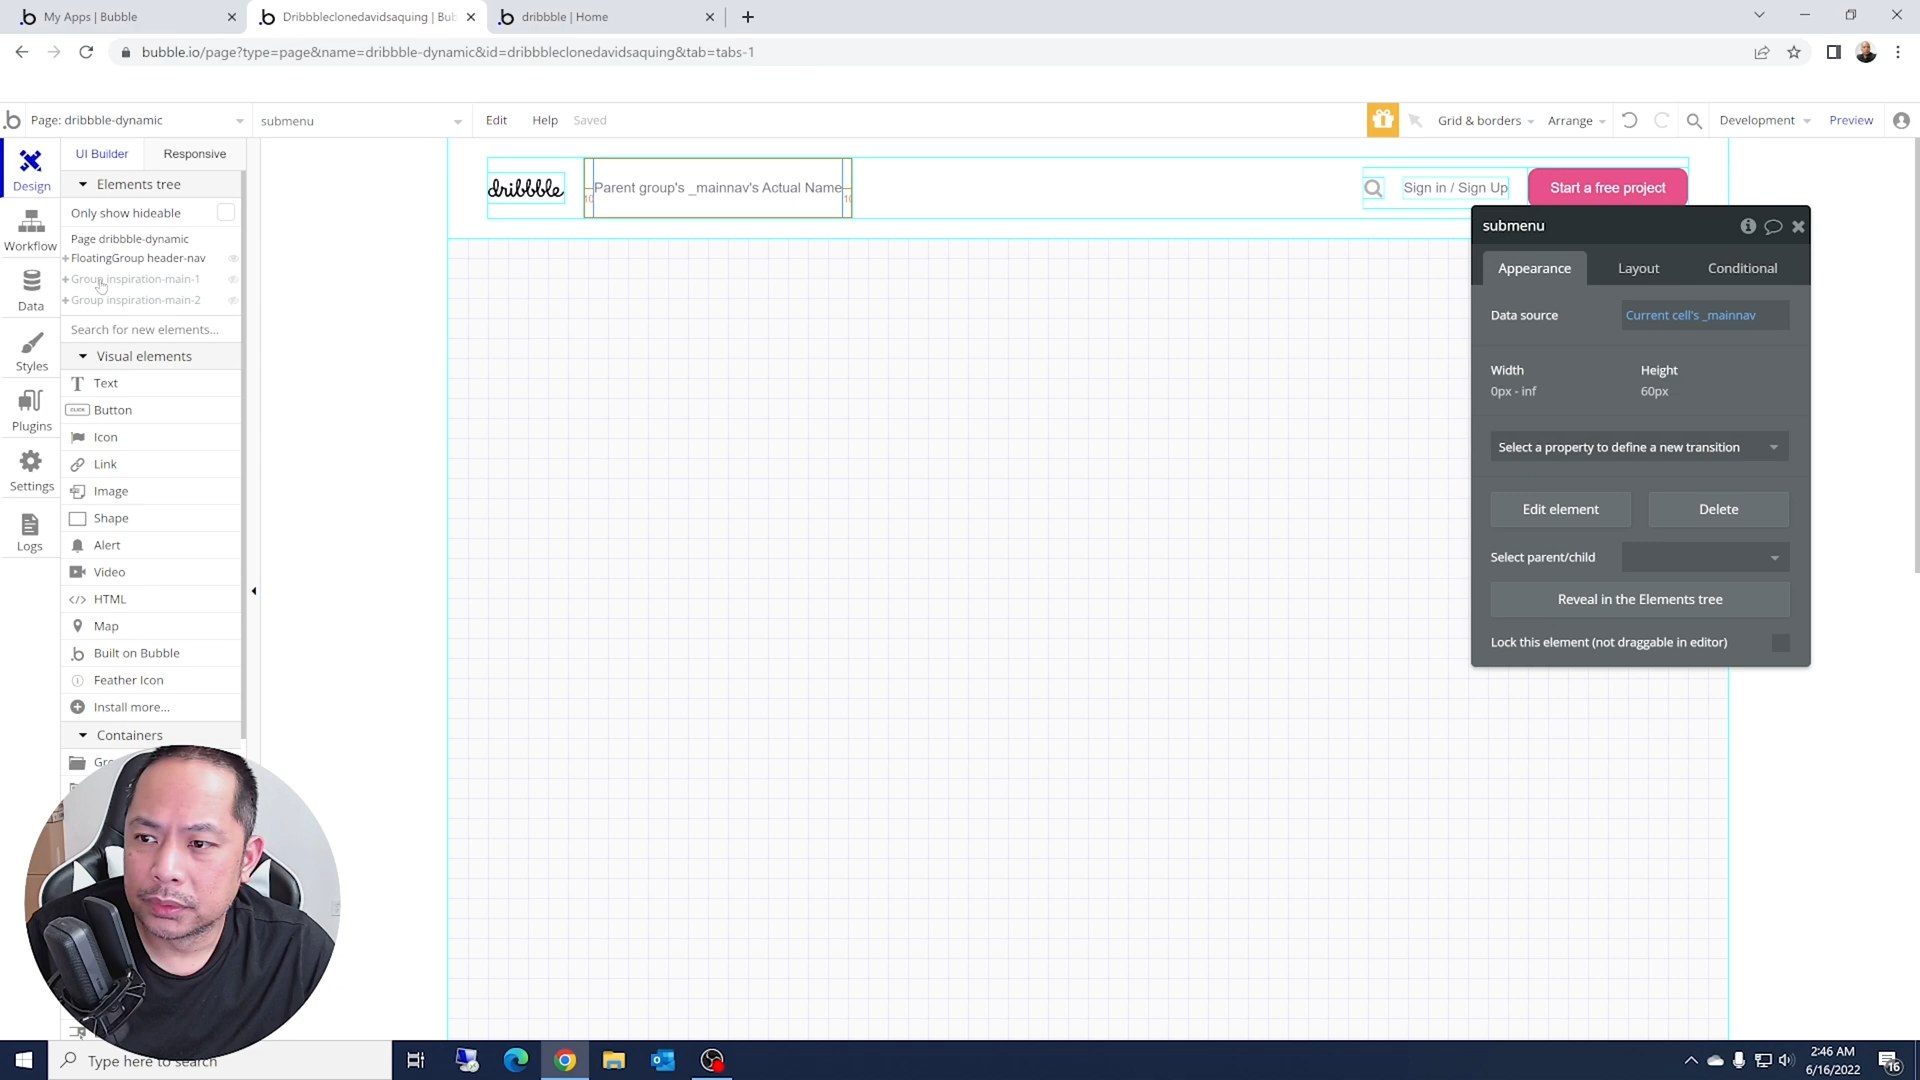 My Apps | Bubble
Dribbbleclonedavidsaquing | Bub
dribbble | Home
bubble.io/page?type=page&name=dribbble-dynamic&id=dribbbleclonedavidsaquing&tab=tabs-1
Page: dribbble-dynamic
submenu
Edit
Help
Saved
Grid & borders
Arrange
Development
Preview
Design
Workflow
Data
Styles
Plugins
Settings
Logs
UI Builder
Responsive
Elements tree
Only show hideable
Page dribbble-dynamic
FloatingGroup header-nav
Group inspiration-main-1
Group inspiration-main-2
Search for new elements...
Visual elements
Text
CLICK Button
Icon
Link
Image
Shape
Alert
Video
</> HTML
Map
Built on Bubble
Feather Icon
Install more...
Containers
dribbble
Parent group's _mainnav's Actual Name
10
10
Sign in / Sign Up
Start a free project
submenu
Appearance
Layout
Conditional
Data source
Current cell's _mainnav
Width
Height
0px - inf
60px
Select a property to define a new transition
Edit element
Delete
Select parent/child
Reveal in the Elements tree
Lock this element (not draggable in editor)
Type here to search
2:46 AM
6/16/2022
16